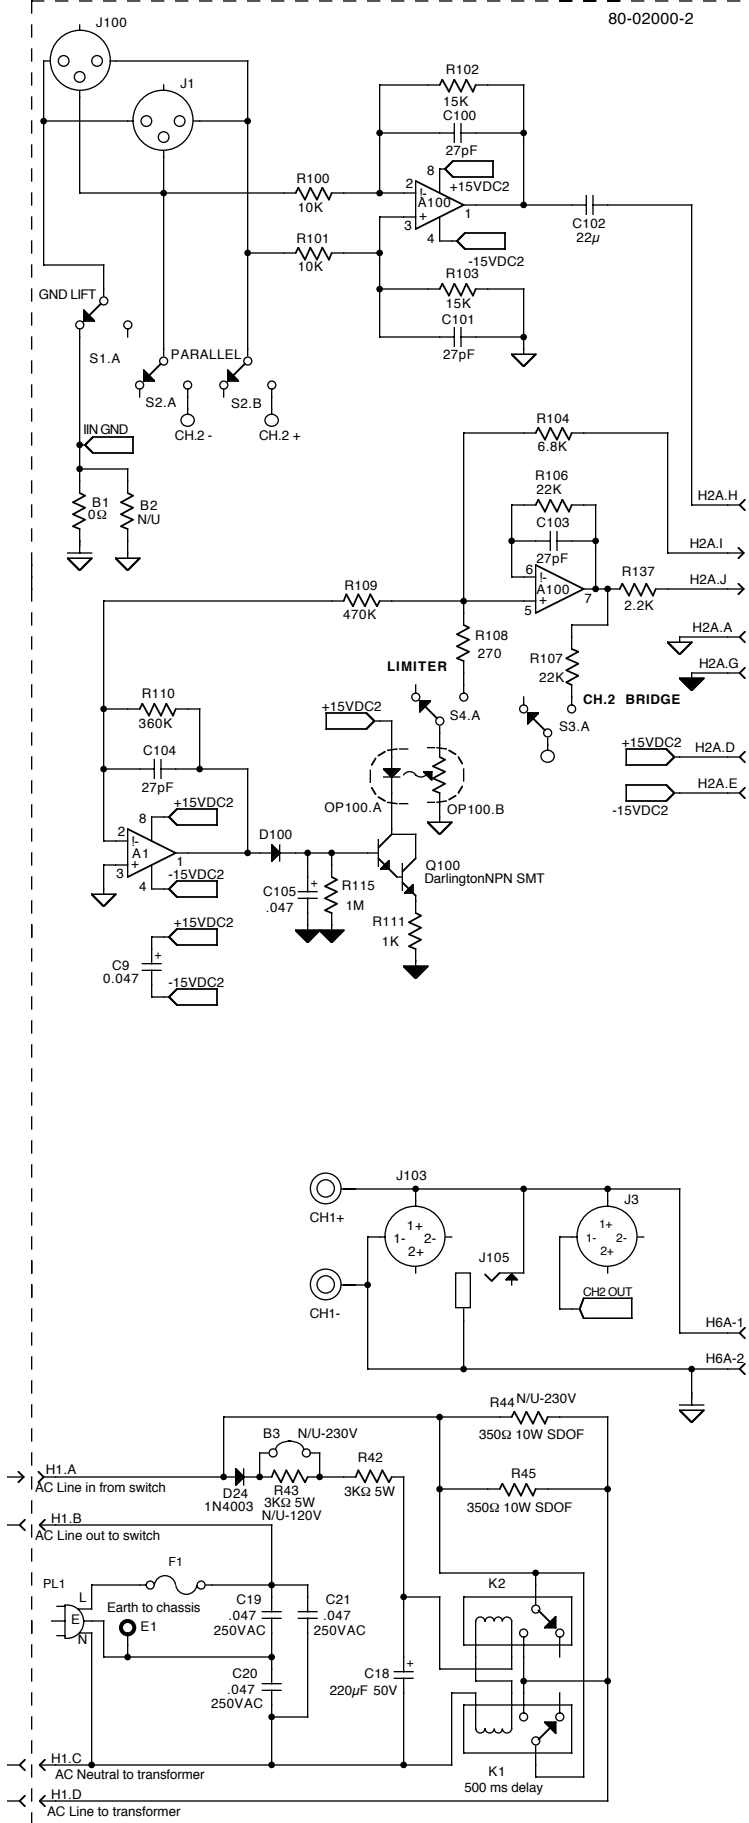 80-02000-2
J100
J1
R102
15K
C100
27pF
8
+15VDC2
R100
10K
2
!-
A100
+
3
1
4
-15VDC2
C102
22µ
R101
10K
R103
15K
C101
27pF
GND LIFT
S1.A
PARALLEL
S2.A
S2.B
CH.2 -
CH.2 +
IIN GND
B1
0Ω
B2
N/U
R104
6.8K
R106
22K
C103
27pF
6
!-
A100
+
5
7
R137
2.2K
H2A.H
H2A.I
H2A.J
H2A.A
H2A.G
R109
470K
R108
270
LIMITER
S4.A
R107
22K
CH.2 BRIDGE
S3.A
+15VDC2
H2A.D
H2A.E
-15VDC2
R110
360K
C104
27pF
+15VDC2
OP100.A
OP100.B
+15VDC2
8
2
!-
A1
+
3
1
4
-15VDC2
D100
C105
.047
+
R115
1M
Q100
DarlingtonNPN SMT
R111
1K
+15VDC2
C9
0.047
+
-15VDC2
CH1+
J103
1+
1- 2-
2+
J3
1+
1- 2-
2+
J105
CH1-
CH2 OUT
H6A-1
H6A-2
R44 N/U-230V
350Ω 10W SDOF
B3 N/U-230V
R42
3KΩ 5W
H1.A
AC Line in from switch
D24
1N4003
R43
3KΩ 5W
N/U-120V
R45
350Ω 10W SDOF
H1.B
AC Line out to switch
PL1
L
E
N
F1
Earth to chassis
E1
C19
.047
250VAC
C21
.047
250VAC
K2
C20
.047
250VAC
C18
220µF 50V
+
H1.C
AC Neutral to transformer
K1
500 ms delay
H1.D
AC Line to transformer